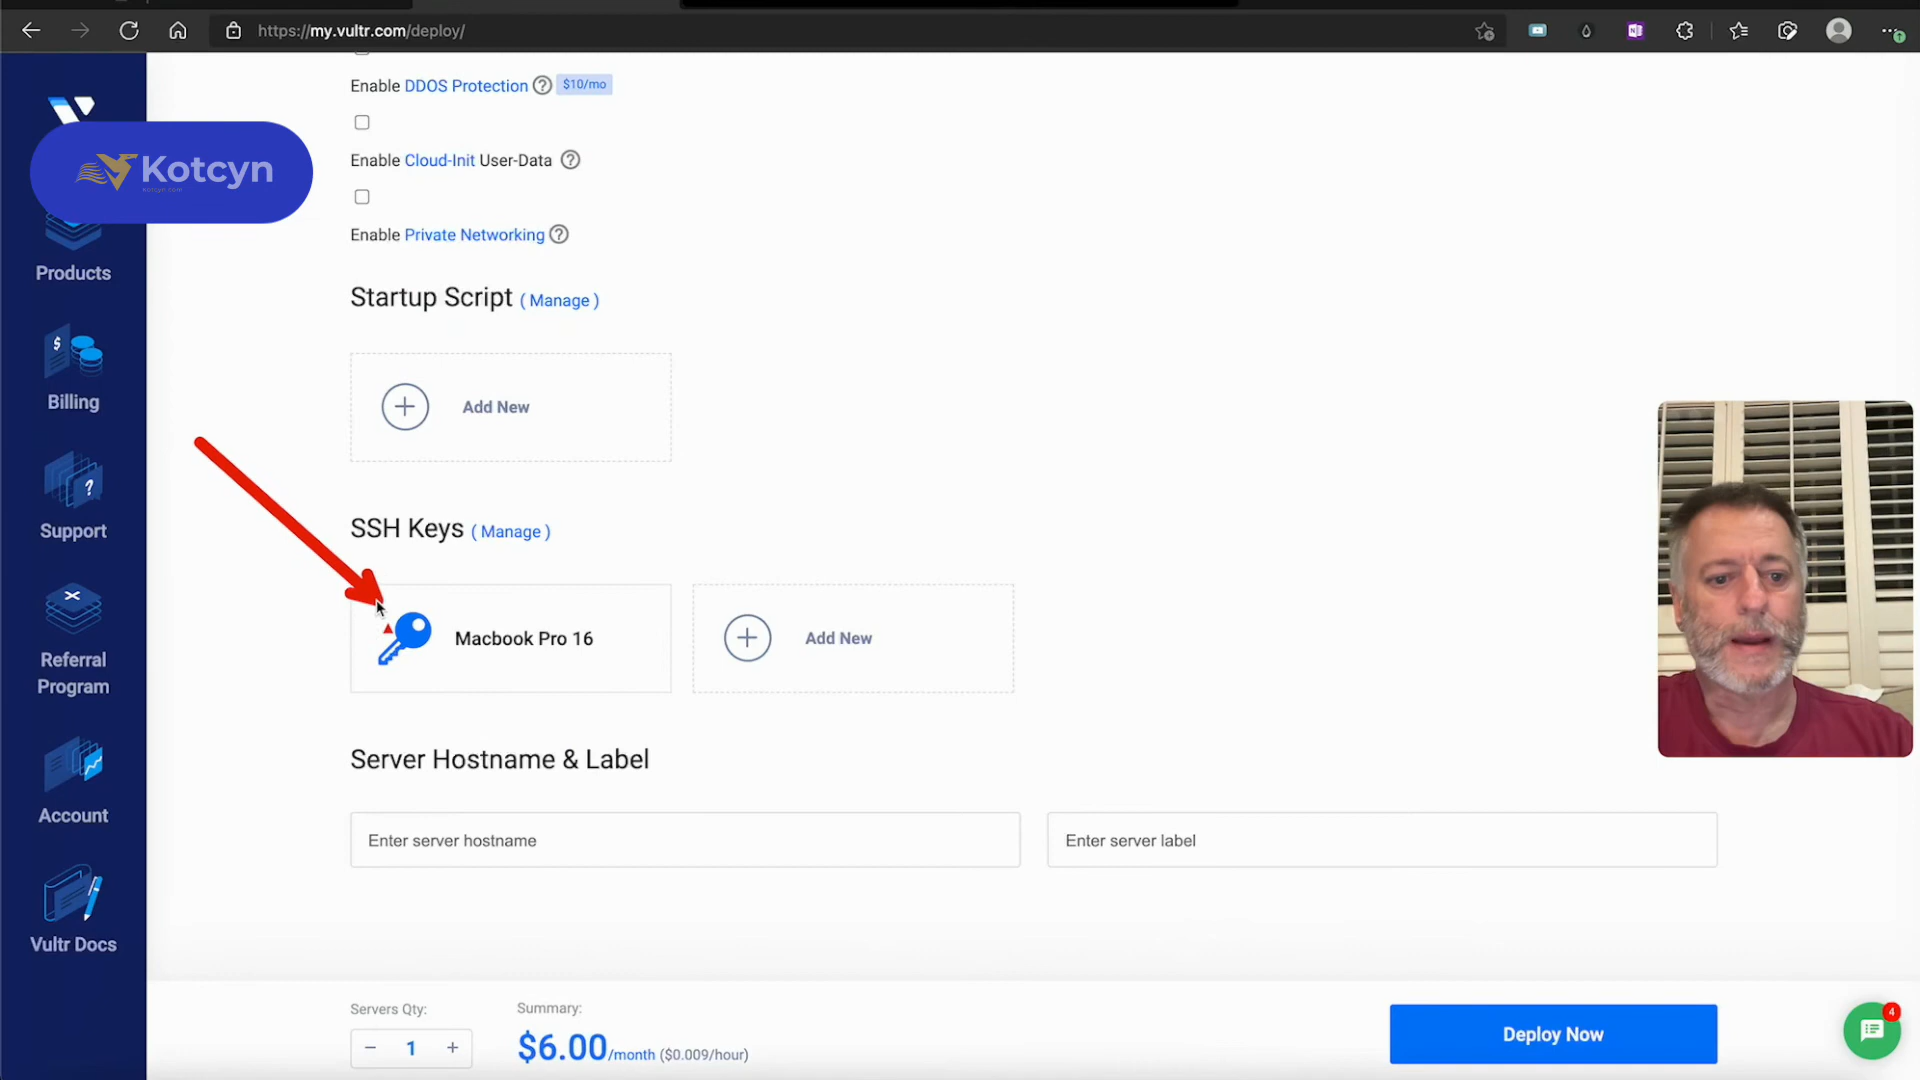 https://my.vultr.com/deploy/
Enable DDOS Protection ? $10/mo
Kotcyn
kotcyn.com
Enable Cloud-Init User-Data ?
Enable Private Networking ?
Products
Startup Script ( Manage )
$
Billing
+ Add New
?
Support
SSH Keys ( Manage )
Macbook Pro 16
+ Add New
Referral
Program
Server Hostname & Label
Account
Enter server hostname
Enter server label
Vultr Docs
Servers Qty:
Summary:
− 1 +
$6.00/month ($0.009/hour)
Deploy Now
4